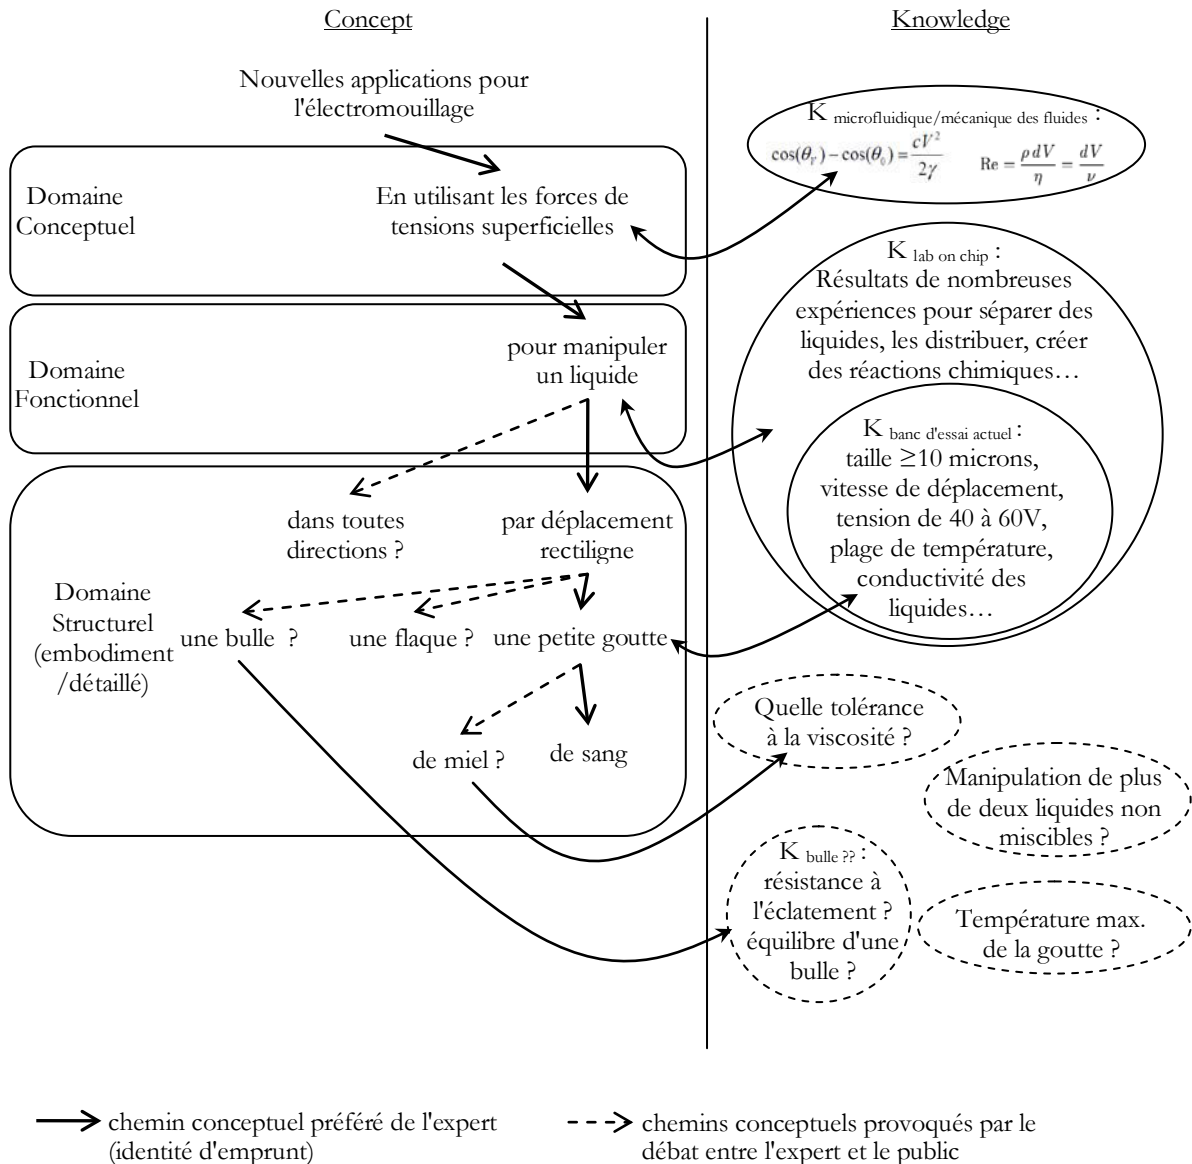 Concept
Knowledge
Nouvelles applications pour
l'électromouillage
Domaine
Conceptuel
En utilisant les forces de
tensions superficielles
Domaine
Fonctionnel
pour manipuler
un liquide
dans toutes
directions ?
par déplacement
rectiligne
Domaine
Structurel
(embodiment
/détaillé)
une bulle ?
une flaque ?
une petite goutte
de miel ?
de sang
K microfluidique/mécanique des fluides :
cos(θ_V) − cos(θ_0) = cV² / 2γ
Re = ρdV / η = dV / ν
K lab on chip :
Résultats de nombreuses
expériences pour séparer des
liquides, les distribuer, créer
des réactions chimiques…
K banc d'essai actuel :
taille ≥10 microns,
vitesse de déplacement,
tension de 40 à 60V,
plage de température,
conductivité des
liquides…
Quelle tolérance
à la viscosité ?
Manipulation de plus
de deux liquides non
miscibles ?
K bulle ?? :
résistance à
l'éclatement ?
équilibre d'une
bulle ?
Température max.
de la goutte ?
chemin conceptuel préféré de l'expert
(identité d'emprunt)
chemins conceptuels provoqués par le
débat entre l'expert et le public